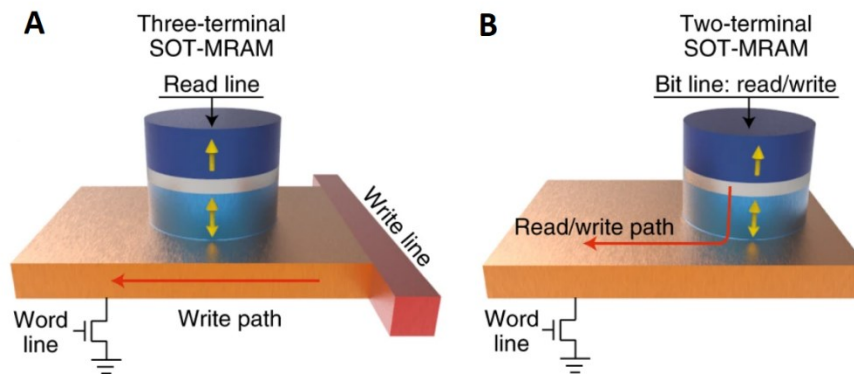 A
Three-terminal
SOT-MRAM
Read line
Write line
Write path
Word
line
B
Two-terminal
SOT-MRAM
Bit line: read/write
Read/write path
Word
line